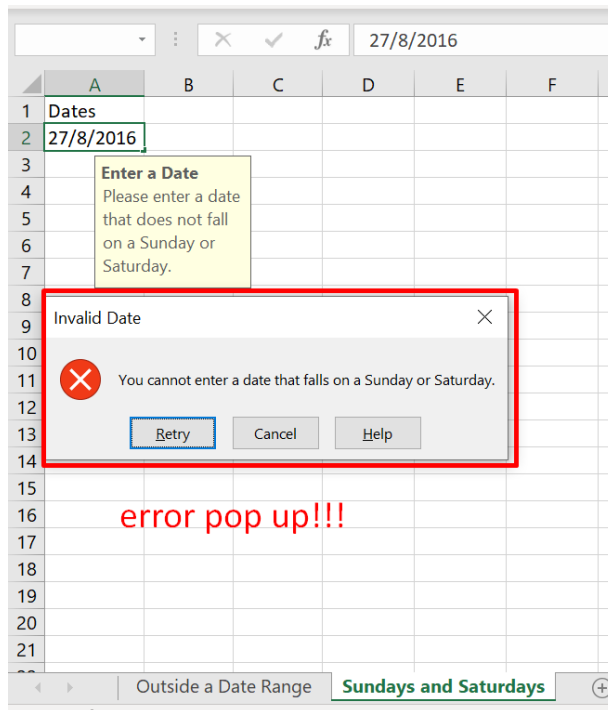 fx 27/8/2016
A B C D E F
1 Dates
2 27/8/2016
3
Enter a Date
4
Please enter a date
5
that does not fall
6
on a Sunday or
7
Saturday.
8
Invalid Date
9
10
11
You cannot enter a date that falls on a Sunday or Saturday.
12
13
Retry Cancel Help
14
15
16
error pop up!!!
17
18
19
20
21
Outside a Date Range Sundays and Saturdays